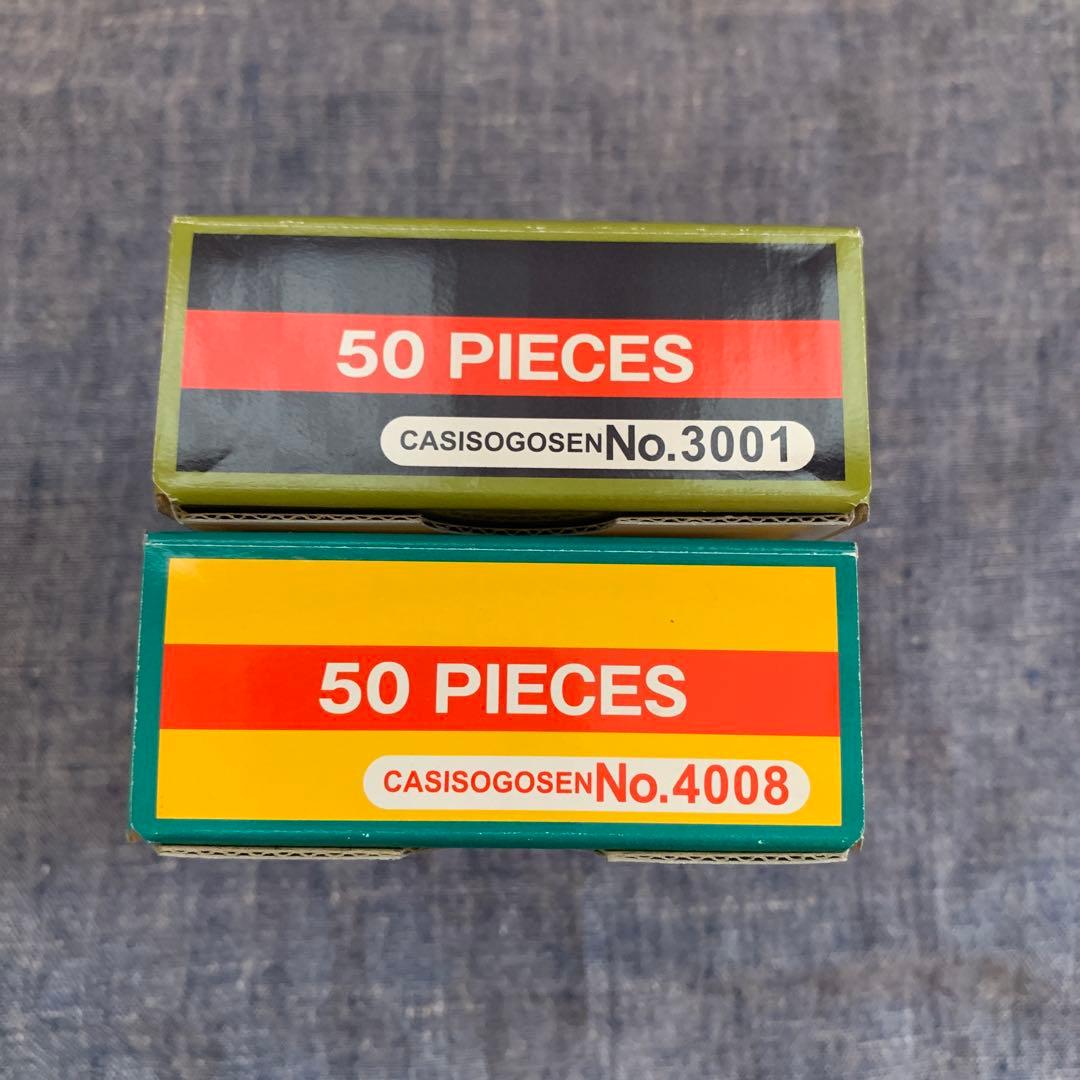 50 PIECES
CASISOGOSEN No.3001
50 PIECES
CASISOGOSEN No.4008